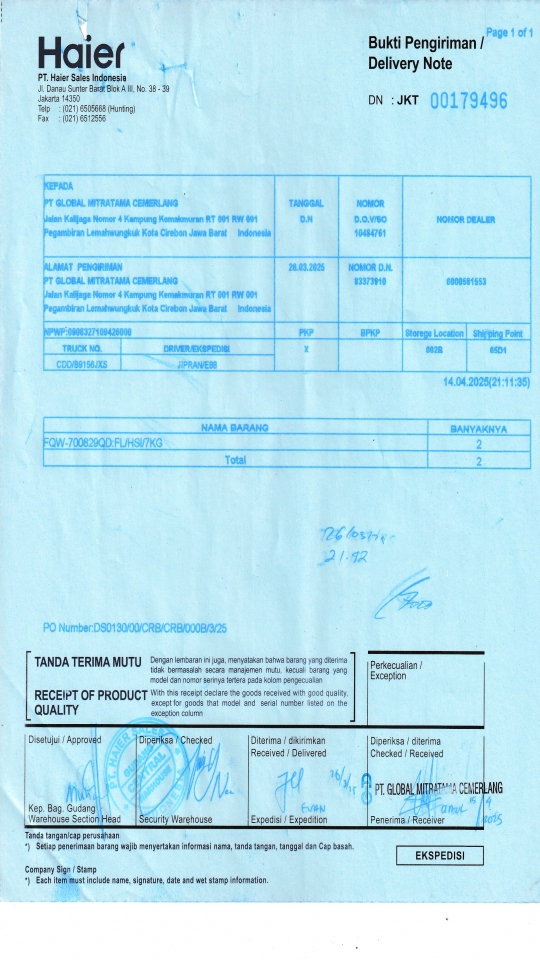 Page 1 of 1
Haier
Bukti Pengiriman /
Delivery Note
PT. Haier Sales Indonesia
Jl. Danau Sunter Barat Blok A III, No. 38 - 39
Jakarta 14350
Telp : (021) 6505668 (Hunting)
Fax : (021) 6512556
DN : JKT 00179496
KEPADA
PT GLOBAL MITRATAMA CEMERLANG
Jalan Kalijaga Nomor 4 Kampung Kemakmuran RT 001 RW 001
Pegambiran Lemahwungkuk Kota Cirebon Jawa Barat Indonesia
TANGGAL
D.N
NOMOR
D.O.V/SO
10484761
NOMOR DEALER
ALAMAT PENGIRIMAN
PT GLOBAL MITRATAMA CEMERLANG
Jalan Kalijaga Nomor 4 Kampung Kemakmuran RT 001 RW 001
Pegambiran Lemahwungkuk Kota Cirebon Jawa Barat Indonesia
26.03.2025
NOMOR D.N.
83373910
NPWP:0908327109426000
PKP
BPKP
Storege Location
Shipping Point
TRUCK NO.
DRIVER/EKSPEDISI
X
JIPRAN/E88
14.04.2025(21:11:35)
NAMA BARANG
BANYAKNYA
FQW-700829QD:FL/HSI/7KG
2
Total
2
21.42
PO Number:DS0130/00/CRB/CRB/000B/3/25
TANDA TERIMA MUTU
Dengan lembaran ini juga, menyatakan bahwa barang yang diterima
tidak bermasalah secara manajemen mutu, kecuali barang yang
model dan nomor serinya tertera pada kolom pengecualian
RECEIPT OF PRODUCT
QUALITY
With this receipt declare the goods received with good quality,
except for goods that model and serial number listed on the
exception column
Perkecualian /
Exception
Disetujui / Approved
Diperiksa / Checked
Diterima / dikirimkan
Received / Delivered
Diperiksa / diterima
Checked / Received
PT. GLOBAL MITRATAMA CEMERLANG
EVAN
Kep. Bag. Gudang
Warehouse Section Head
Security Warehouse
Expedisi / Expedition
Penerima / Receiver
Tanda tangan/cap perusahaan
*) Setiap penerimaan barang wajib menyertakan informasi nama, tanda tangan, tanggal dan Cap basah.
EKSPEDISI
Company Sign / Stamp
*) Each item must include name, signature, date and wet stamp information.